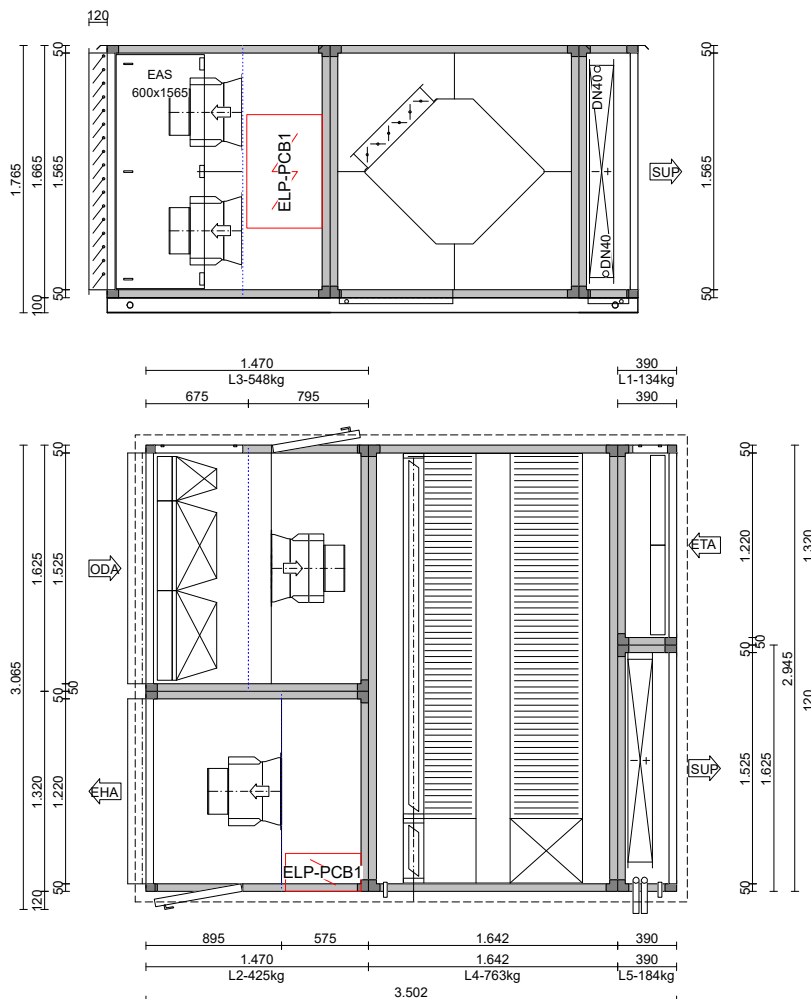 120
EAS
600x1565
ELP-PCB1
DN40
DN40
SUP
1.765
1.665
100
50
1.565
50
50
1.565
50
1.470
L3-548kg
675
795
390
L1-134kg
390
ODA
EHA
ETA
SUP
ELP-PCB1
3.065
1.625
1.320
120
50
1.525
50
50
1.220
50
50
1.220
50
50
1.525
50
1.625
2.945
1.320
120
895
575
1.642
390
1.470
1.642
390
L2-425kg
L4-763kg
L5-184kg
3.502